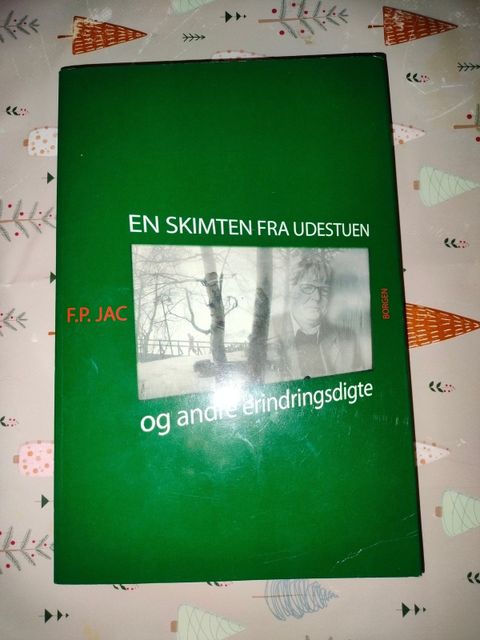 EN SKIMTEN FRA UDESTUEN
F.P. JAC
BORGEN
og andre erindringsdigte